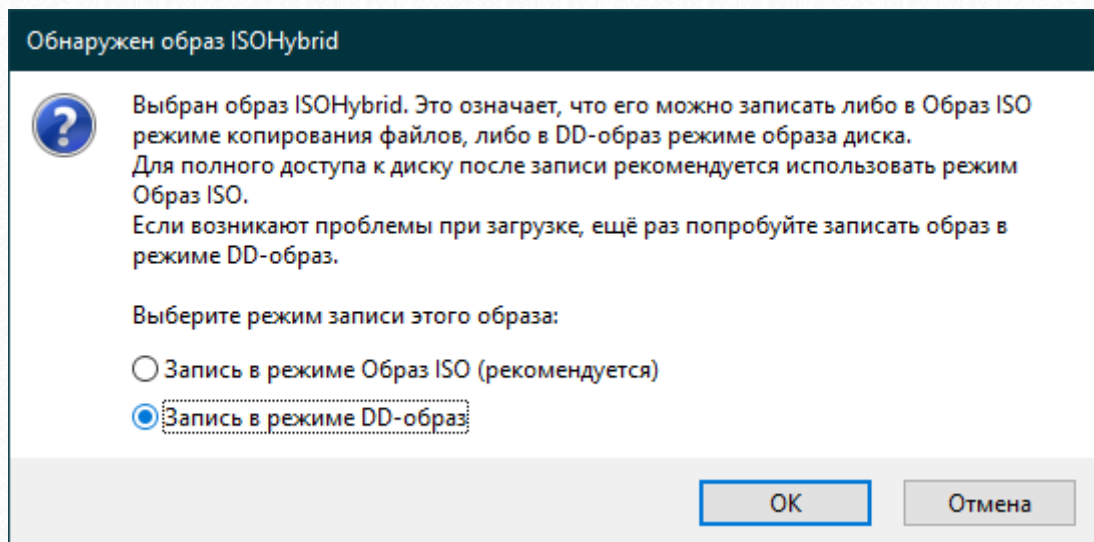 Обнаружен образ ISOHybrid
Выбран образ ISOHybrid. Это означает, что его можно записать либо в Образ ISO
режиме копирования файлов, либо в DD-образ режиме образа диска.
Для полного доступа к диску после записи рекомендуется использовать режим
Образ ISO.
Если возникают проблемы при загрузке, ещё раз попробуйте записать образ в
режиме DD-образ.
Выберите режим записи этого образа:
Запись в режиме Образ ISO (рекомендуется)
Запись в режиме DD-образ
ОК
Отмена